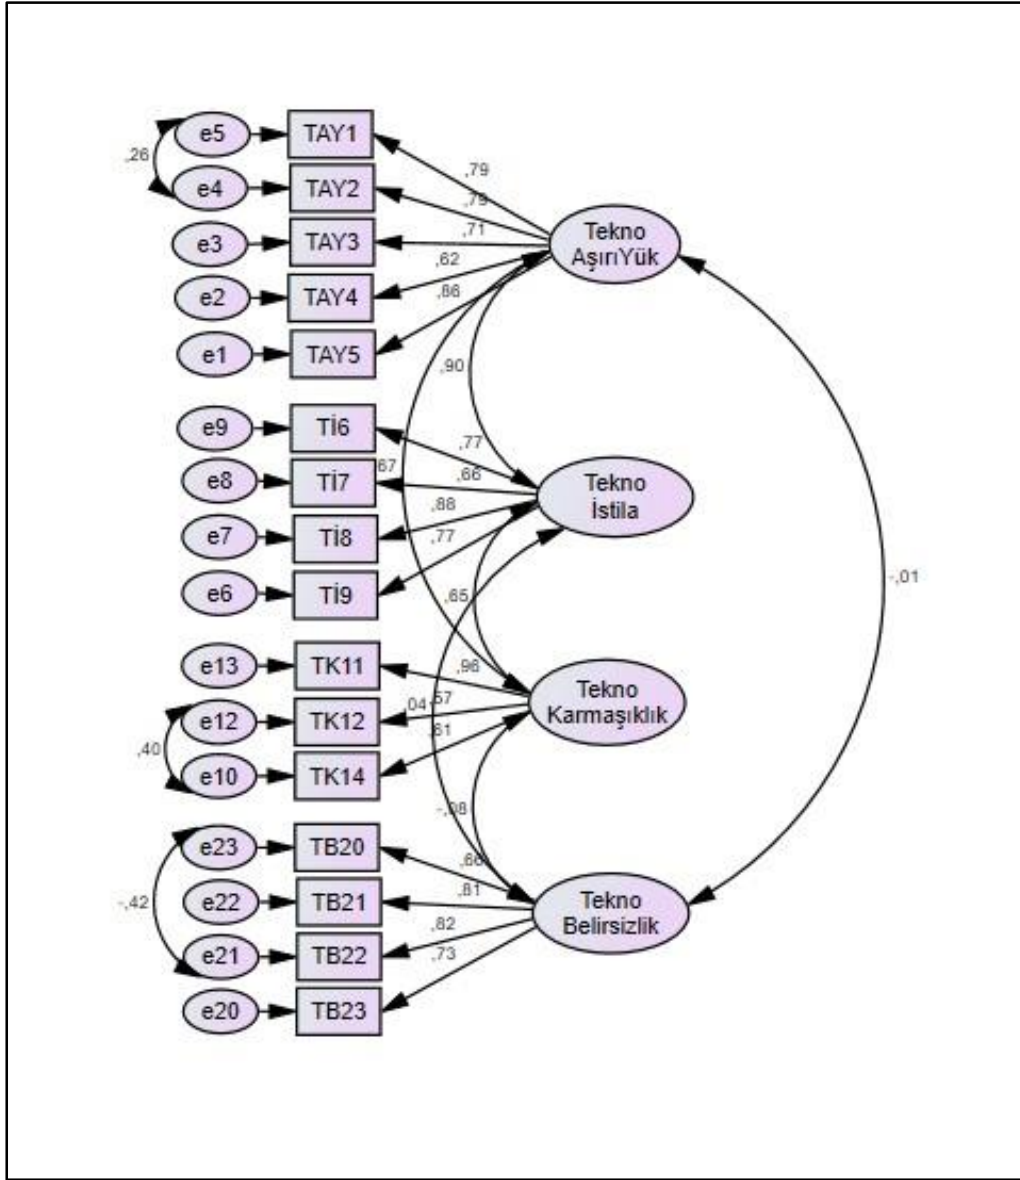 e5
TAY1
,79
,26
e4
TAY2
,79
Tekno
AşırıYük
e3
TAY3
,71
e2
TAY4
,62
e1
TAY5
,86
,90
e9
Tİ6
,77
e8
Tİ7
67
,66
Tekno
İstila
e7
Tİ8
,88
e6
Tİ9
,77
-,01
,65
e13
TK11
,96
Tekno
Karmaşıklık
e12
TK12
,04
,57
,40
e10
TK14
,61
-,08
e23
TB20
,66
e22
TB21
,81
-,42
Tekno
Belirsizlik
e21
TB22
,82
e20
TB23
,73